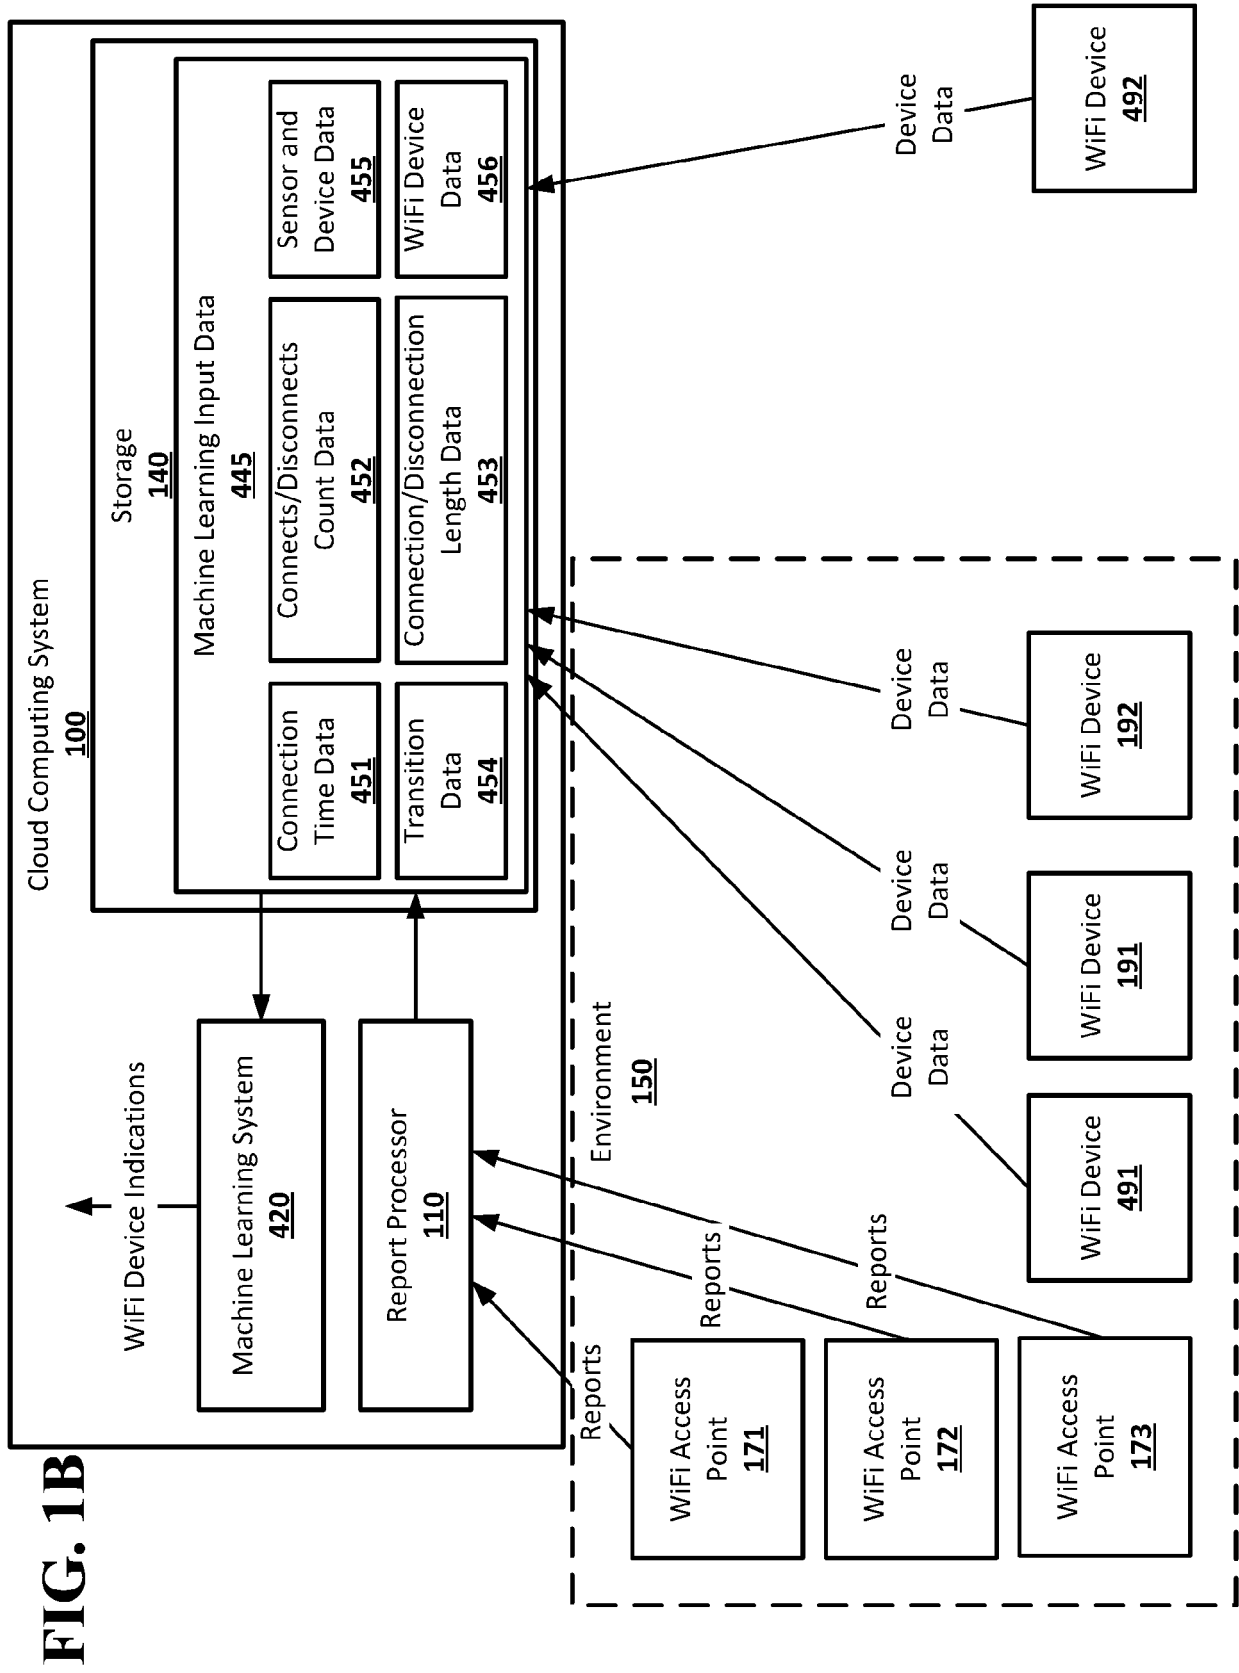 FIG. 1B
Cloud Computing System
100
WiFi Device Indications
Machine Learning System
420
Report Processor
110
Storage
140
Machine Learning Input Data
445
Connection
Time Data
451
Connects/Disconnects
Count Data
452
Sensor and
Device Data
455
Transition
Data
454
Connection/Disconnection
Length Data
453
WiFi Device
Data
456
Environment
150
Reports
Reports
Reports
WiFi Access
Point
171
WiFi Access
Point
172
WiFi Access
Point
173
Device
Data
Device
Data
Device
Data
Device
Data
WiFi Device
491
WiFi Device
191
WiFi Device
192
WiFi Device
492